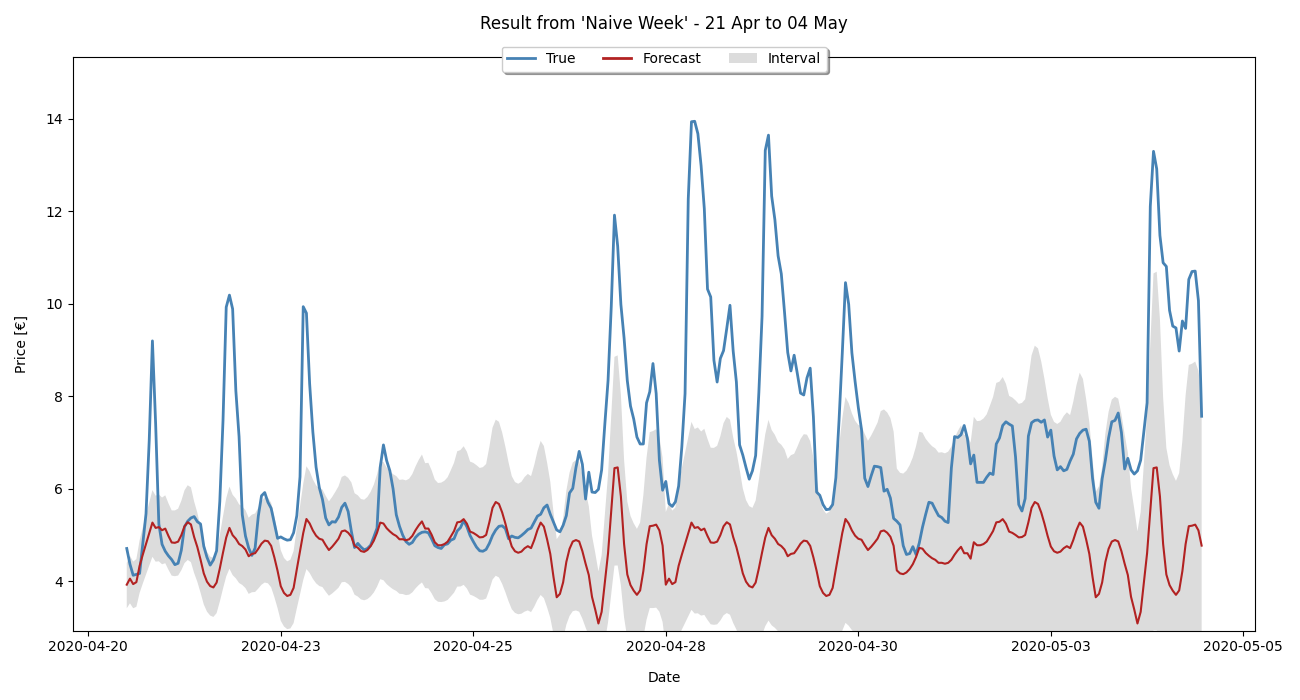 Result from 'Naive Week' - 21 Apr to 04 May
True Forecast Interval
14
12
10
8
6
4
Price [€]
2020-04-20 2020-04-23 2020-04-25 2020-04-28 2020-04-30 2020-05-03 2020-05-05
Date